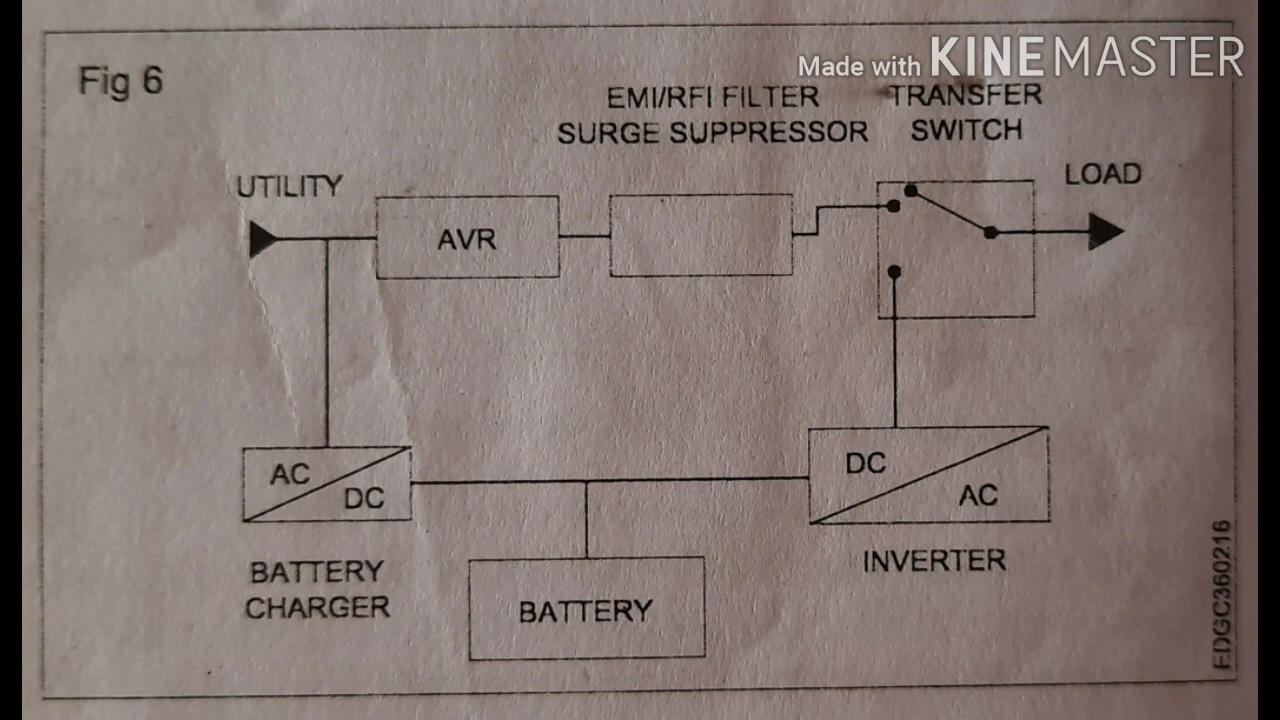 Made with KINEMASTER
Fig 6
EMI/RFI FILTER
SURGE SUPPRESSOR
TRANSFER
SWITCH
UTILITY
LOAD
AVR
AC
DC
DC
AC
BATTERY
CHARGER
BATTERY
INVERTER
EDGC360216